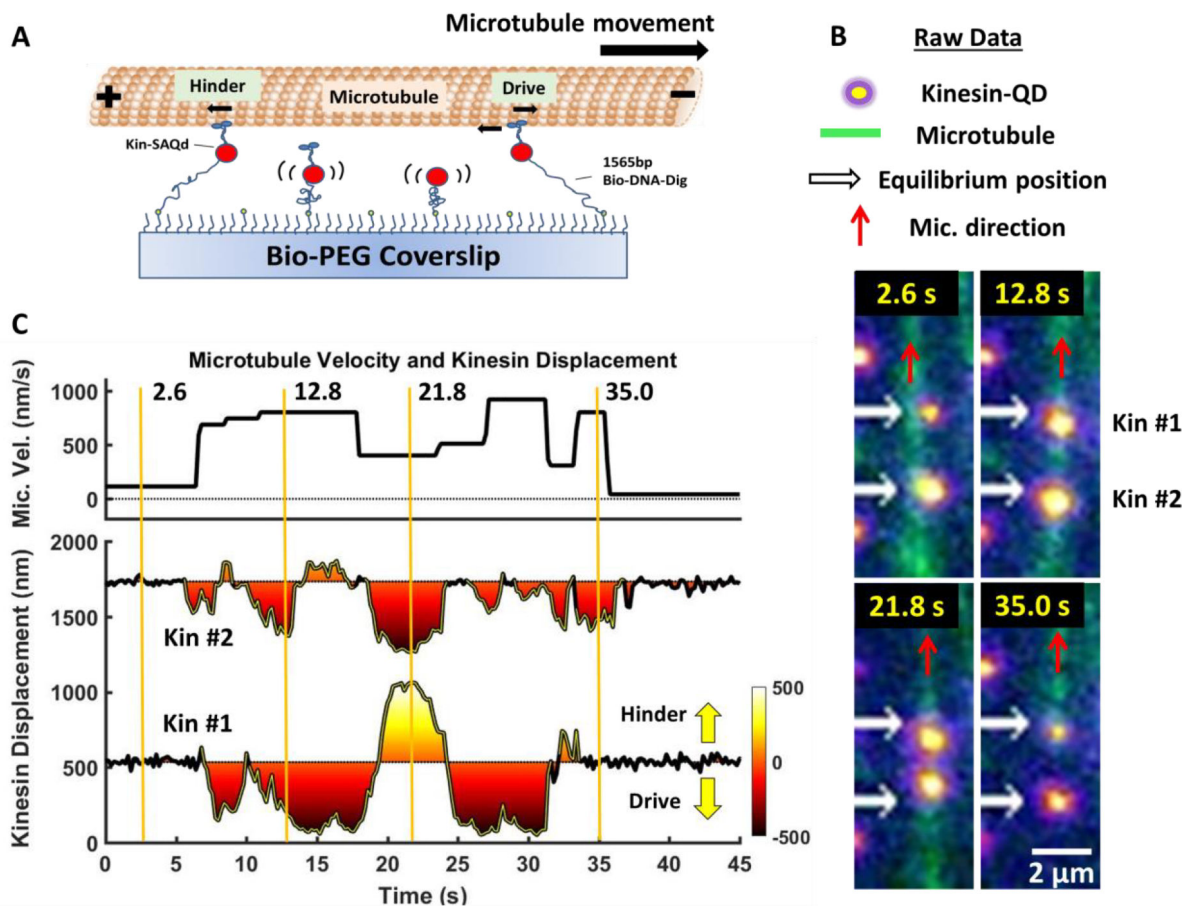 A
Microtubule movement
+
Hinder
Microtubule
Drive
−
Kin-SAQd
1565bp
Bio-DNA-Dig
Bio-PEG Coverslip
B
Raw Data
Kinesin-QD
Microtubule
Equilibrium position
Mic. direction
2.6 s
12.8 s
Kin #1
Kin #2
21.8 s
35.0 s
2 μm
C
Microtubule Velocity and Kinesin Displacement
Mic. Vel. (nm/s)
1000
500
0
2.6
12.8
21.8
35.0
Kinesin Displacement (nm)
2000
1500
1000
500
0
Kin #2
Kin #1
Hinder
Drive
500
0
-500
0 5 10 15 20 25 30 35 40 45
Time (s)